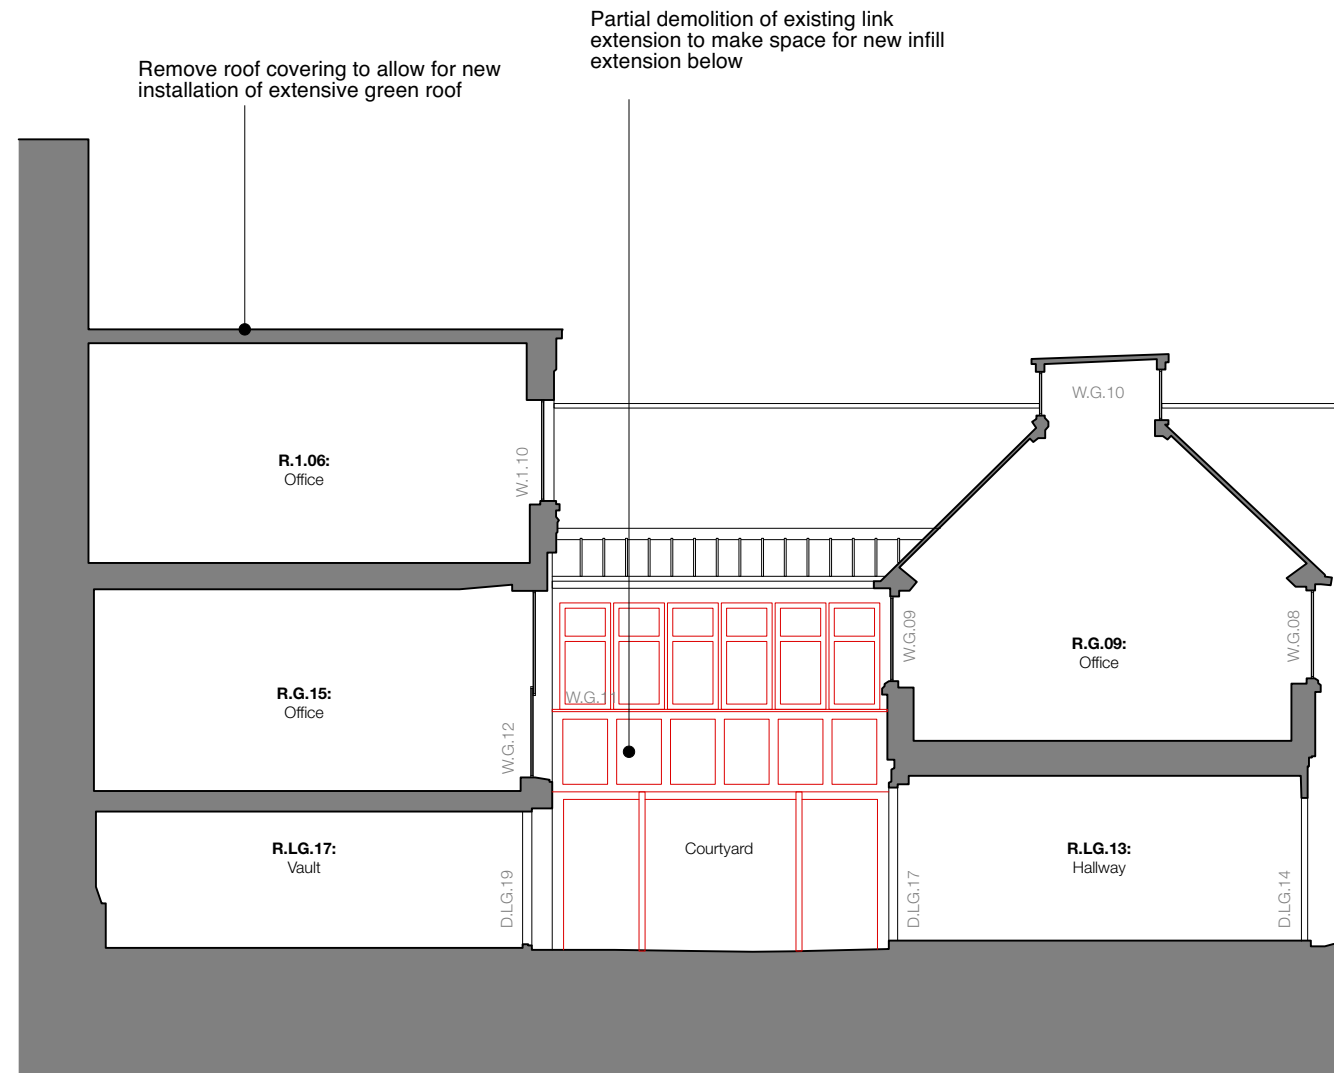 Partial demolition of existing link
extension to make space for new infill
extension below
Remove roof covering to allow for new
installation of extensive green roof
W.G.10
R.1.06:
Office
W.1.10
R.G.15:
Office
W.G.12
W.G.11
W.G.09
R.G.09:
Office
W.G.08
R.LG.17:
Vault
D.LG.19
Courtyard
D.LG.17
R.LG.13:
Hallway
D.LG.14